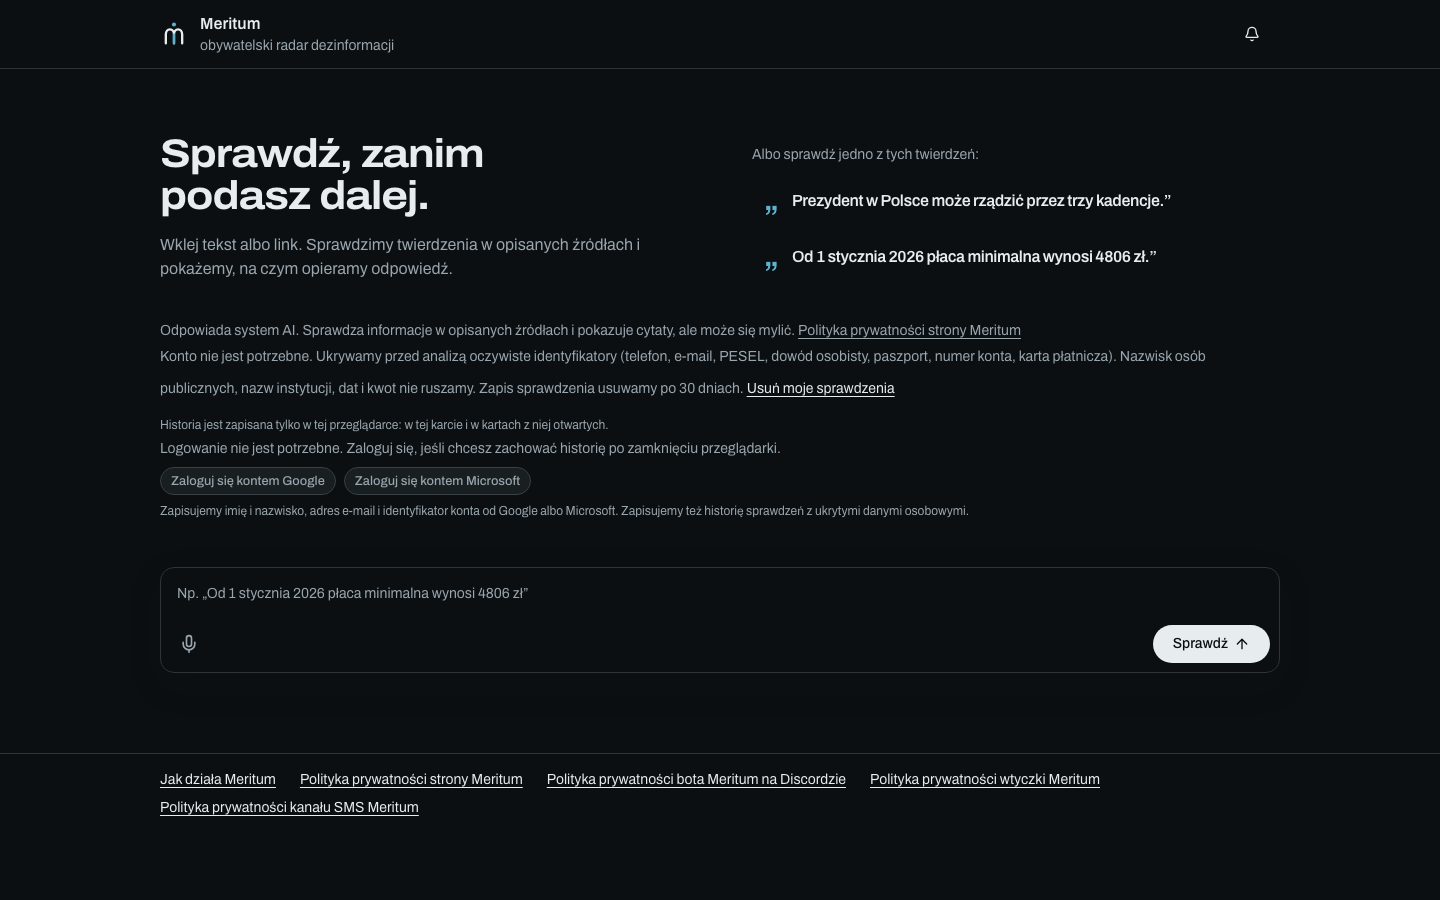 Meritum
obywatelski radar dezinformacji
Sprawdź, zanim
podasz dalej.
Wklej tekst albo link. Sprawdzimy twierdzenia w opisanych źródłach i
pokażemy, na czym opieramy odpowiedź.
Albo sprawdź jedno z tych twierdzeń:
„ Prezydent w Polsce może rządzić przez trzy kadencje.”
„ Od 1 stycznia 2026 płaca minimalna wynosi 4806 zł.”
Odpowiada system AI. Sprawdza informacje w opisanych źródłach i pokazuje cytaty, ale może się mylić. Polityka prywatności strony Meritum
Konto nie jest potrzebne. Ukrywamy przed analizą oczywiste identyfikatory (telefon, e-mail, PESEL, dowód osobisty, paszport, numer konta, karta płatnicza). Nazwisk osób
publicznych, nazw instytucji, dat i kwot nie ruszamy. Zapis sprawdzenia usuwamy po 30 dniach. Usuń moje sprawdzenia
Historia jest zapisana tylko w tej przeglądarce: w tej karcie i w kartach z niej otwartych.
Logowanie nie jest potrzebne. Zaloguj się, jeśli chcesz zachować historię po zamknięciu przeglądarki.
Zaloguj się kontem Google
Zaloguj się kontem Microsoft
Zapisujemy imię i nazwisko, adres e-mail i identyfikator konta od Google albo Microsoft. Zapisujemy też historię sprawdzeń z ukrytymi danymi osobowymi.
Np. „Od 1 stycznia 2026 płaca minimalna wynosi 4806 zł”
Sprawdź
Jak działa Meritum
Polityka prywatności strony Meritum
Polityka prywatności bota Meritum na Discordzie
Polityka prywatności wtyczki Meritum
Polityka prywatności kanału SMS Meritum